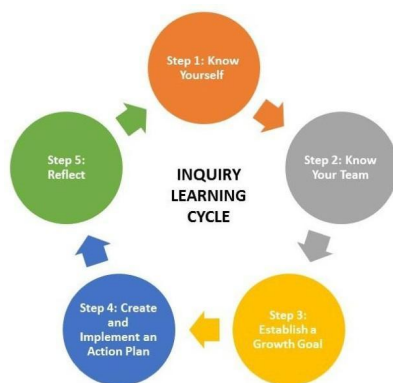 Step 1: Know
Yourself
Step 2: Know
Your Team
Step 3:
Establish a
Growth Goal
Step 4: Create
and
Implement an
Action Plan
Step 5:
Reflect
INQUIRY
LEARNING
CYCLE